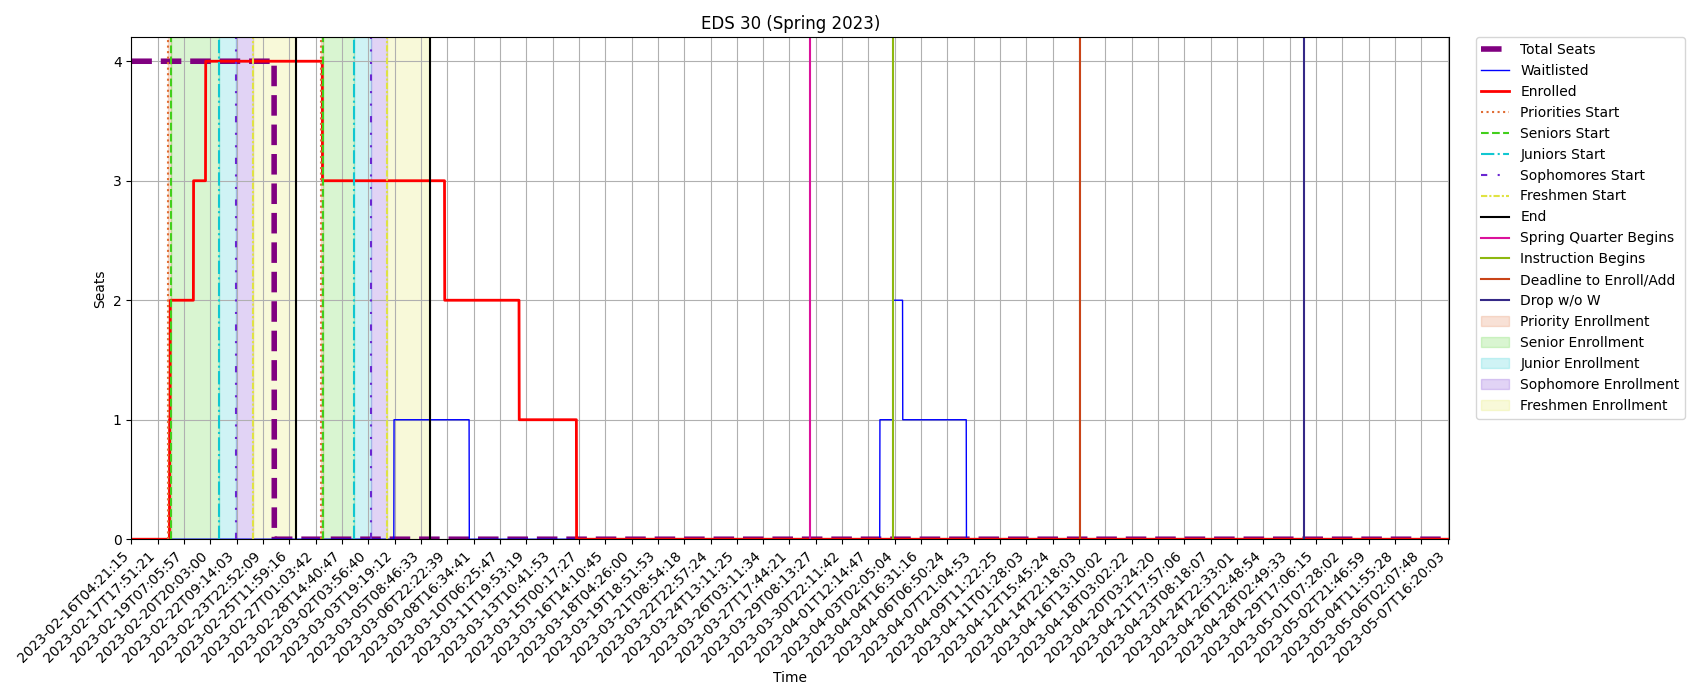 EDS 30 (Spring 2023)
Seats
4
3
2
1
0
2023-02-16T04:21:15
2023-02-17T17:51:21
2023-02-19T07:05:57
2023-02-20T20:03:00
2023-02-22T09:14:03
2023-02-23T22:52:09
2023-02-25T11:59:16
2023-02-27T01:03:42
2023-02-28T14:40:47
2023-03-02T03:56:40
2023-03-03T19:19:12
2023-03-05T08:46:33
2023-03-06T22:22:39
2023-03-08T16:34:41
2023-03-10T06:25:47
2023-03-11T19:53:19
2023-03-13T10:41:53
2023-03-15T00:17:27
2023-03-16T14:10:45
2023-03-18T04:26:00
2023-03-19T18:51:53
2023-03-21T08:54:18
2023-03-22T22:57:24
2023-03-24T13:11:25
2023-03-26T03:11:34
2023-03-27T17:44:21
2023-03-29T08:13:27
2023-03-30T22:11:42
2023-04-01T12:14:47
2023-04-03T02:05:04
2023-04-04T16:31:16
2023-04-06T06:50:24
2023-04-07T21:04:53
2023-04-09T11:22:25
2023-04-11T01:28:03
2023-04-12T15:45:24
2023-04-14T22:18:03
2023-04-16T13:10:02
2023-04-18T03:02:22
2023-04-20T03:24:20
2023-04-21T17:57:06
2023-04-23T08:18:07
2023-04-24T22:33:01
2023-04-26T12:48:54
2023-04-28T02:49:33
2023-04-29T17:06:15
2023-05-01T07:28:02
2023-05-02T21:46:59
2023-05-04T11:55:28
2023-05-06T02:07:48
2023-05-07T16:20:03
Time
Total Seats
Waitlisted
Enrolled
Priorities Start
Seniors Start
Juniors Start
Sophomores Start
Freshmen Start
End
Spring Quarter Begins
Instruction Begins
Deadline to Enroll/Add
Drop w/o W
Priority Enrollment
Senior Enrollment
Junior Enrollment
Sophomore Enrollment
Freshmen Enrollment